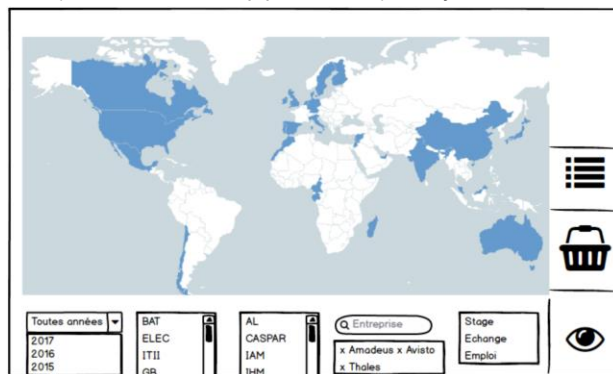 Toutes années
2017
2016
2015
BAT
ELEC
ITII
GB
AL
CASPAR
IAM
IHM
Entreprise
x Amadeus x Avisto
x Thales
Stage
Echange
Emploi